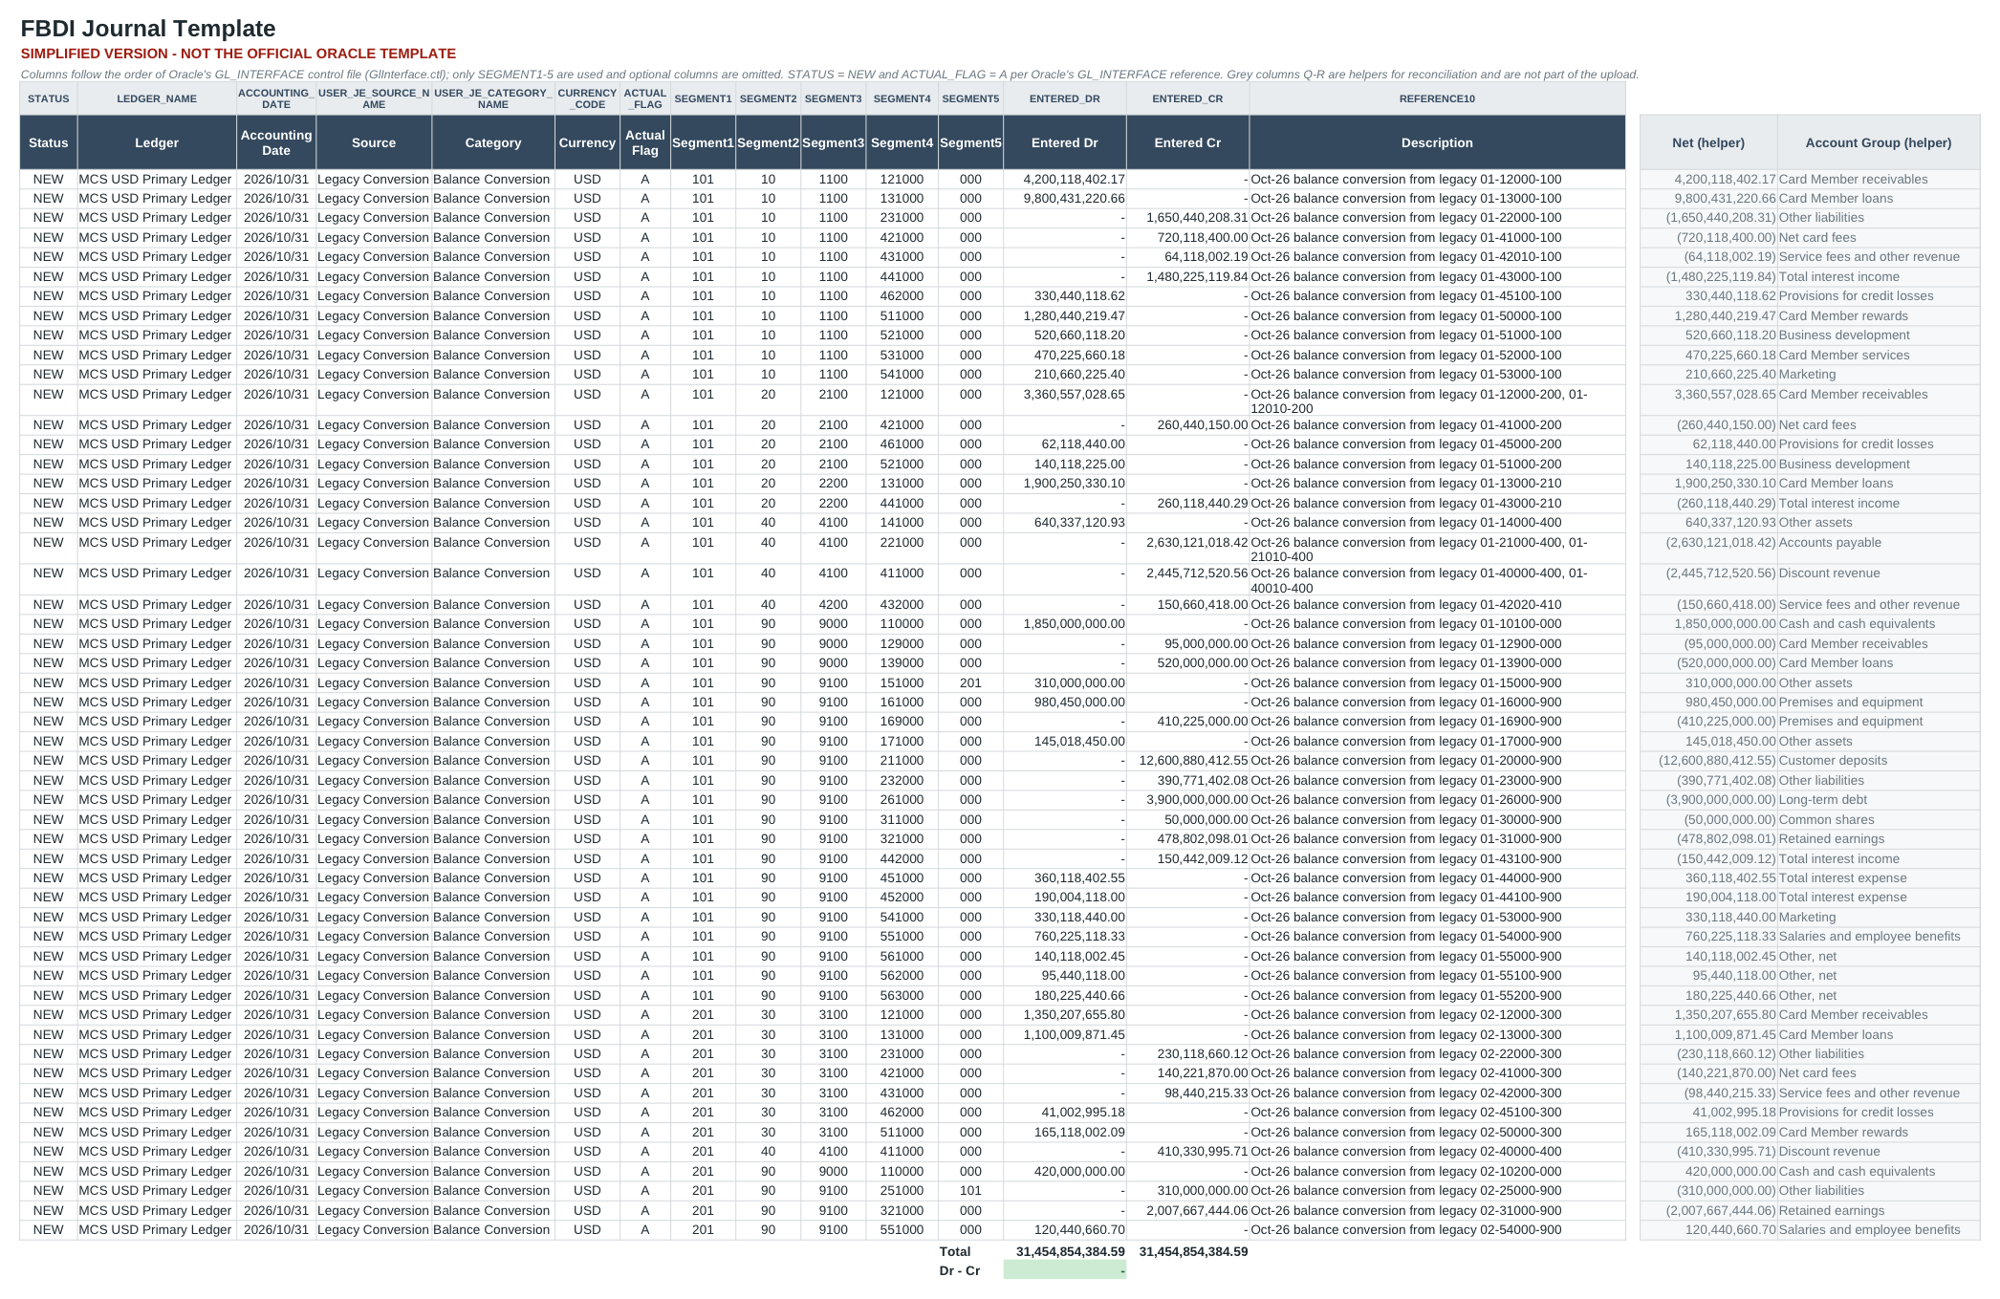 FBDI Journal Template
SIMPLIFIED VERSION - NOT THE OFFICIAL ORACLE TEMPLATE
Columns follow the order of Oracle's GL_INTERFACE control file (GlInterface.ctl); only SEGMENT1-5 are used and optional columns are omitted. STATUS = NEW and ACTUAL_FLAG = A per Oracle's GL_INTERFACE reference. Grey columns Q-R are helpers for reconciliation and are not part of the upload.
STATUS LEDGER_NAME ACCOUNTING_DATE USER_JE_SOURCE_NAME USER_JE_CATEGORY_NAME CURRENCY_CODE ACTUAL_FLAG SEGMENT1 SEGMENT2 SEGMENT3 SEGMENT4 SEGMENT5 ENTERED_DR ENTERED_CR REFERENCE10
Status Ledger Accounting Date Source Category Currency Actual Flag Segment1 Segment2 Segment3 Segment4 Segment5 Entered Dr Entered Cr Description Net (helper) Account Group (helper)
NEW MCS USD Primary Ledger 2026/10/31 Legacy Conversion Balance Conversion USD A 101 10 1100 121000 000 4,200,118,402.17 - Oct-26 balance conversion from legacy 01-12000-100 4,200,118,402.17 Card Member receivables
NEW MCS USD Primary Ledger 2026/10/31 Legacy Conversion Balance Conversion USD A 101 10 1100 131000 000 9,800,431,220.66 - Oct-26 balance conversion from legacy 01-13000-100 9,800,431,220.66 Card Member loans
NEW MCS USD Primary Ledger 2026/10/31 Legacy Conversion Balance Conversion USD A 101 10 1100 231000 000 - 1,650,440,208.31 Oct-26 balance conversion from legacy 01-22000-100 (1,650,440,208.31) Other liabilities
NEW MCS USD Primary Ledger 2026/10/31 Legacy Conversion Balance Conversion USD A 101 10 1100 421000 000 - 720,118,400.00 Oct-26 balance conversion from legacy 01-41000-100 (720,118,400.00) Net card fees
NEW MCS USD Primary Ledger 2026/10/31 Legacy Conversion Balance Conversion USD A 101 10 1100 431000 000 - 64,118,002.19 Oct-26 balance conversion from legacy 01-42010-100 (64,118,002.19) Service fees and other revenue
NEW MCS USD Primary Ledger 2026/10/31 Legacy Conversion Balance Conversion USD A 101 10 1100 441000 000 - 1,480,225,119.84 Oct-26 balance conversion from legacy 01-43000-100 (1,480,225,119.84) Total interest income
NEW MCS USD Primary Ledger 2026/10/31 Legacy Conversion Balance Conversion USD A 101 10 1100 462000 000 330,440,118.62 - Oct-26 balance conversion from legacy 01-45100-100 330,440,118.62 Provisions for credit losses
NEW MCS USD Primary Ledger 2026/10/31 Legacy Conversion Balance Conversion USD A 101 10 1100 511000 000 1,280,440,219.47 - Oct-26 balance conversion from legacy 01-50000-100 1,280,440,219.47 Card Member rewards
NEW MCS USD Primary Ledger 2026/10/31 Legacy Conversion Balance Conversion USD A 101 10 1100 521000 000 520,660,118.20 - Oct-26 balance conversion from legacy 01-51000-100 520,660,118.20 Business development
NEW MCS USD Primary Ledger 2026/10/31 Legacy Conversion Balance Conversion USD A 101 10 1100 531000 000 470,225,660.18 - Oct-26 balance conversion from legacy 01-52000-100 470,225,660.18 Card Member services
NEW MCS USD Primary Ledger 2026/10/31 Legacy Conversion Balance Conversion USD A 101 10 1100 541000 000 210,660,225.40 - Oct-26 balance conversion from legacy 01-53000-100 210,660,225.40 Marketing
NEW MCS USD Primary Ledger 2026/10/31 Legacy Conversion Balance Conversion USD A 101 20 2100 121000 000 3,360,557,028.65 - Oct-26 balance conversion from legacy 01-12000-200, 01-12010-200 3,360,557,028.65 Card Member receivables
NEW MCS USD Primary Ledger 2026/10/31 Legacy Conversion Balance Conversion USD A 101 20 2100 421000 000 - 260,440,150.00 Oct-26 balance conversion from legacy 01-41000-200 (260,440,150.00) Net card fees
NEW MCS USD Primary Ledger 2026/10/31 Legacy Conversion Balance Conversion USD A 101 20 2100 461000 000 62,118,440.00 - Oct-26 balance conversion from legacy 01-45000-200 62,118,440.00 Provisions for credit losses
NEW MCS USD Primary Ledger 2026/10/31 Legacy Conversion Balance Conversion USD A 101 20 2100 521000 000 140,118,225.00 - Oct-26 balance conversion from legacy 01-51000-200 140,118,225.00 Business development
NEW MCS USD Primary Ledger 2026/10/31 Legacy Conversion Balance Conversion USD A 101 20 2200 131000 000 1,900,250,330.10 - Oct-26 balance conversion from legacy 01-13000-210 1,900,250,330.10 Card Member loans
NEW MCS USD Primary Ledger 2026/10/31 Legacy Conversion Balance Conversion USD A 101 20 2200 441000 000 - 260,118,440.29 Oct-26 balance conversion from legacy 01-43000-210 (260,118,440.29) Total interest income
NEW MCS USD Primary Ledger 2026/10/31 Legacy Conversion Balance Conversion USD A 101 40 4100 141000 000 640,337,120.93 - Oct-26 balance conversion from legacy 01-14000-400 640,337,120.93 Other assets
NEW MCS USD Primary Ledger 2026/10/31 Legacy Conversion Balance Conversion USD A 101 40 4100 221000 000 - 2,630,121,018.42 Oct-26 balance conversion from legacy 01-21000-400, 01-21010-400 (2,630,121,018.42) Accounts payable
NEW MCS USD Primary Ledger 2026/10/31 Legacy Conversion Balance Conversion USD A 101 40 4100 411000 000 - 2,445,712,520.56 Oct-26 balance conversion from legacy 01-40000-400, 01-40010-400 (2,445,712,520.56) Discount revenue
NEW MCS USD Primary Ledger 2026/10/31 Legacy Conversion Balance Conversion USD A 101 40 4200 432000 000 - 150,660,418.00 Oct-26 balance conversion from legacy 01-42020-410 (150,660,418.00) Service fees and other revenue
NEW MCS USD Primary Ledger 2026/10/31 Legacy Conversion Balance Conversion USD A 101 90 9000 110000 000 1,850,000,000.00 - Oct-26 balance conversion from legacy 01-10100-000 1,850,000,000.00 Cash and cash equivalents
NEW MCS USD Primary Ledger 2026/10/31 Legacy Conversion Balance Conversion USD A 101 90 9000 129000 000 - 95,000,000.00 Oct-26 balance conversion from legacy 01-12900-000 (95,000,000.00) Card Member receivables
NEW MCS USD Primary Ledger 2026/10/31 Legacy Conversion Balance Conversion USD A 101 90 9000 139000 000 - 520,000,000.00 Oct-26 balance conversion from legacy 01-13900-000 (520,000,000.00) Card Member loans
NEW MCS USD Primary Ledger 2026/10/31 Legacy Conversion Balance Conversion USD A 101 90 9100 151000 201 310,000,000.00 - Oct-26 balance conversion from legacy 01-15000-900 310,000,000.00 Other assets
NEW MCS USD Primary Ledger 2026/10/31 Legacy Conversion Balance Conversion USD A 101 90 9100 161000 000 980,450,000.00 - Oct-26 balance conversion from legacy 01-16000-900 980,450,000.00 Premises and equipment
NEW MCS USD Primary Ledger 2026/10/31 Legacy Conversion Balance Conversion USD A 101 90 9100 169000 000 - 410,225,000.00 Oct-26 balance conversion from legacy 01-16900-900 (410,225,000.00) Premises and equipment
NEW MCS USD Primary Ledger 2026/10/31 Legacy Conversion Balance Conversion USD A 101 90 9100 171000 000 145,018,450.00 - Oct-26 balance conversion from legacy 01-17000-900 145,018,450.00 Other assets
NEW MCS USD Primary Ledger 2026/10/31 Legacy Conversion Balance Conversion USD A 101 90 9100 211000 000 - 12,600,880,412.55 Oct-26 balance conversion from legacy 01-20000-900 (12,600,880,412.55) Customer deposits
NEW MCS USD Primary Ledger 2026/10/31 Legacy Conversion Balance Conversion USD A 101 90 9100 232000 000 - 390,771,402.08 Oct-26 balance conversion from legacy 01-23000-900 (390,771,402.08) Other liabilities
NEW MCS USD Primary Ledger 2026/10/31 Legacy Conversion Balance Conversion USD A 101 90 9100 261000 000 - 3,900,000,000.00 Oct-26 balance conversion from legacy 01-26000-900 (3,900,000,000.00) Long-term debt
NEW MCS USD Primary Ledger 2026/10/31 Legacy Conversion Balance Conversion USD A 101 90 9100 311000 000 - 50,000,000.00 Oct-26 balance conversion from legacy 01-30000-900 (50,000,000.00) Common shares
NEW MCS USD Primary Ledger 2026/10/31 Legacy Conversion Balance Conversion USD A 101 90 9100 321000 000 - 478,802,098.01 Oct-26 balance conversion from legacy 01-31000-900 (478,802,098.01) Retained earnings
NEW MCS USD Primary Ledger 2026/10/31 Legacy Conversion Balance Conversion USD A 101 90 9100 442000 000 - 150,442,009.12 Oct-26 balance conversion from legacy 01-43100-900 (150,442,009.12) Total interest income
NEW MCS USD Primary Ledger 2026/10/31 Legacy Conversion Balance Conversion USD A 101 90 9100 451000 000 360,118,402.55 - Oct-26 balance conversion from legacy 01-44000-900 360,118,402.55 Total interest expense
NEW MCS USD Primary Ledger 2026/10/31 Legacy Conversion Balance Conversion USD A 101 90 9100 452000 000 190,004,118.00 - Oct-26 balance conversion from legacy 01-44100-900 190,004,118.00 Total interest expense
NEW MCS USD Primary Ledger 2026/10/31 Legacy Conversion Balance Conversion USD A 101 90 9100 541000 000 330,118,440.00 - Oct-26 balance conversion from legacy 01-53000-900 330,118,440.00 Marketing
NEW MCS USD Primary Ledger 2026/10/31 Legacy Conversion Balance Conversion USD A 101 90 9100 551000 000 760,225,118.33 - Oct-26 balance conversion from legacy 01-54000-900 760,225,118.33 Salaries and employee benefits
NEW MCS USD Primary Ledger 2026/10/31 Legacy Conversion Balance Conversion USD A 101 90 9100 561000 000 140,118,002.45 - Oct-26 balance conversion from legacy 01-55000-900 140,118,002.45 Other, net
NEW MCS USD Primary Ledger 2026/10/31 Legacy Conversion Balance Conversion USD A 101 90 9100 562000 000 95,440,118.00 - Oct-26 balance conversion from legacy 01-55100-900 95,440,118.00 Other, net
NEW MCS USD Primary Ledger 2026/10/31 Legacy Conversion Balance Conversion USD A 101 90 9100 563000 000 180,225,440.66 - Oct-26 balance conversion from legacy 01-55200-900 180,225,440.66 Other, net
NEW MCS USD Primary Ledger 2026/10/31 Legacy Conversion Balance Conversion USD A 201 30 3100 121000 000 1,350,207,655.80 - Oct-26 balance conversion from legacy 02-12000-300 1,350,207,655.80 Card Member receivables
NEW MCS USD Primary Ledger 2026/10/31 Legacy Conversion Balance Conversion USD A 201 30 3100 131000 000 1,100,009,871.45 - Oct-26 balance conversion from legacy 02-13000-300 1,100,009,871.45 Card Member loans
NEW MCS USD Primary Ledger 2026/10/31 Legacy Conversion Balance Conversion USD A 201 30 3100 231000 000 - 230,118,660.12 Oct-26 balance conversion from legacy 02-22000-300 (230,118,660.12) Other liabilities
NEW MCS USD Primary Ledger 2026/10/31 Legacy Conversion Balance Conversion USD A 201 30 3100 421000 000 - 140,221,870.00 Oct-26 balance conversion from legacy 02-41000-300 (140,221,870.00) Net card fees
NEW MCS USD Primary Ledger 2026/10/31 Legacy Conversion Balance Conversion USD A 201 30 3100 431000 000 - 98,440,215.33 Oct-26 balance conversion from legacy 02-42000-300 (98,440,215.33) Service fees and other revenue
NEW MCS USD Primary Ledger 2026/10/31 Legacy Conversion Balance Conversion USD A 201 30 3100 462000 000 41,002,995.18 - Oct-26 balance conversion from legacy 02-45100-300 41,002,995.18 Provisions for credit losses
NEW MCS USD Primary Ledger 2026/10/31 Legacy Conversion Balance Conversion USD A 201 30 3100 511000 000 165,118,002.09 - Oct-26 balance conversion from legacy 02-50000-300 165,118,002.09 Card Member rewards
NEW MCS USD Primary Ledger 2026/10/31 Legacy Conversion Balance Conversion USD A 201 40 4100 411000 000 - 410,330,995.71 Oct-26 balance conversion from legacy 02-40000-400 (410,330,995.71) Discount revenue
NEW MCS USD Primary Ledger 2026/10/31 Legacy Conversion Balance Conversion USD A 201 90 9000 110000 000 420,000,000.00 - Oct-26 balance conversion from legacy 02-10200-000 420,000,000.00 Cash and cash equivalents
NEW MCS USD Primary Ledger 2026/10/31 Legacy Conversion Balance Conversion USD A 201 90 9100 251000 101 - 310,000,000.00 Oct-26 balance conversion from legacy 02-25000-900 (310,000,000.00) Other liabilities
NEW MCS USD Primary Ledger 2026/10/31 Legacy Conversion Balance Conversion USD A 201 90 9100 321000 000 - 2,007,667,444.06 Oct-26 balance conversion from legacy 02-31000-900 (2,007,667,444.06) Retained earnings
NEW MCS USD Primary Ledger 2026/10/31 Legacy Conversion Balance Conversion USD A 201 90 9100 551000 000 120,440,660.70 - Oct-26 balance conversion from legacy 02-54000-900 120,440,660.70 Salaries and employee benefits
Total 31,454,854,384.59 31,454,854,384.59
Dr - Cr -